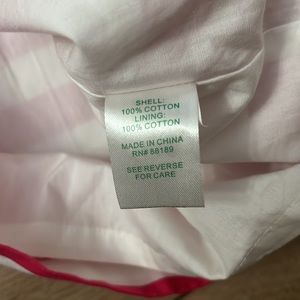 SHELL:
100% COTTON
LINING:
100% COTTON
MADE IN CHINA
RN# 88189
SEE REVERSE
FOR CARE